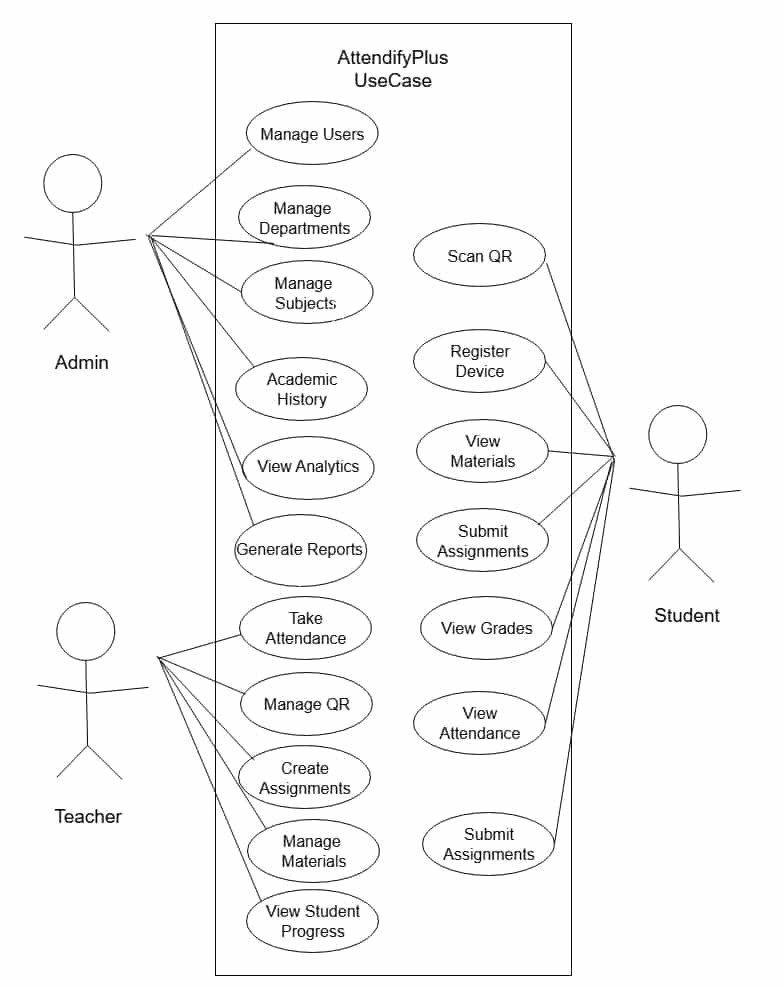 AttendifyPlus
UseCase
Manage Users
Manage
Departments
Manage
Subjects
Academic
History
View Analytics
Generate Reports
Take
Attendance
Manage QR
Create
Assignments
Manage
Materials
View Student
Progress
Scan QR
Register
Device
View
Materials
Submit
Assignments
View Grades
View
Attendance
Submit
Assignments
Admin
Teacher
Student